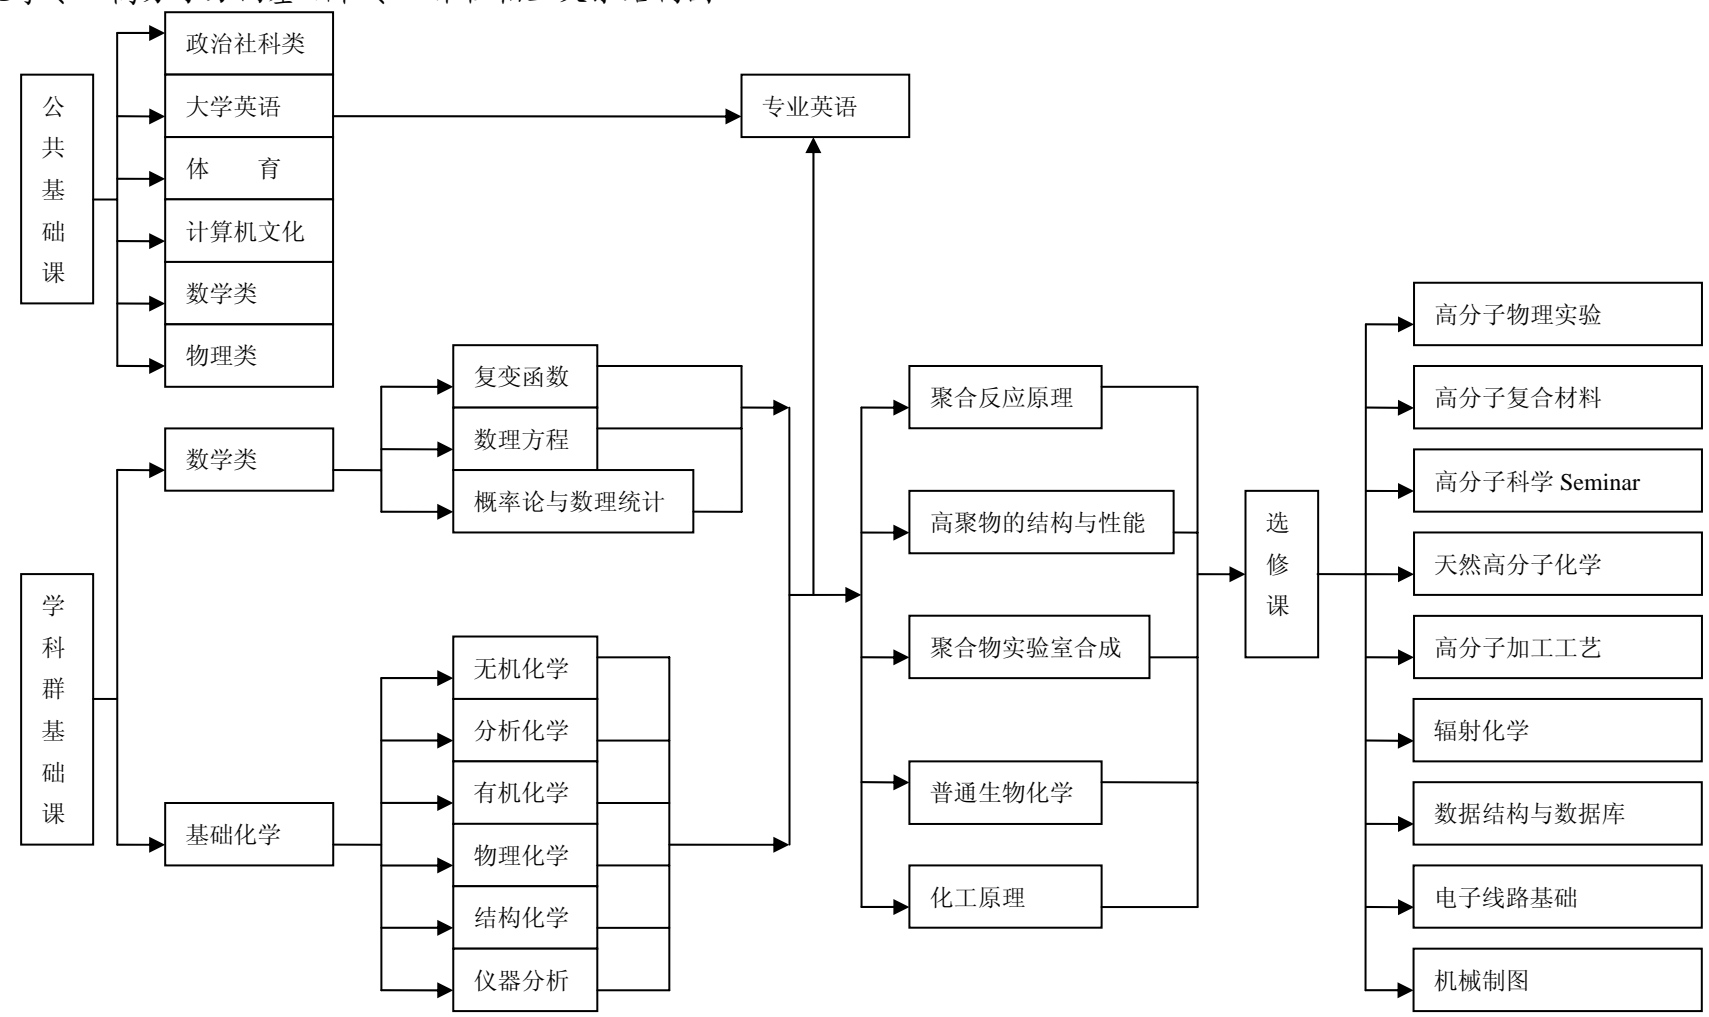 公共基础课
政治社科类
大学英语
体 育
计算机文化
数学类
物理类
专业英语
学科群基础课
数学类
基础化学
复变函数
数理方程
概率论与数理统计
无机化学
分析化学
有机化学
物理化学
结构化学
仪器分析
聚合反应原理
高聚物的结构与性能
聚合物实验室合成
普通生物化学
化工原理
选修课
高分子物理实验
高分子复合材料
高分子科学 Seminar
天然高分子化学
高分子加工工艺
辐射化学
数据结构与数据库
电子线路基础
机械制图